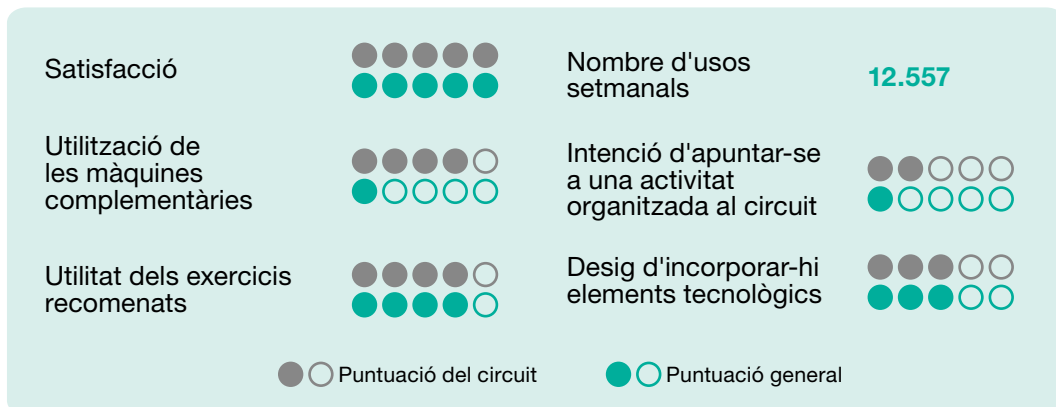 Satisfacció
Nombre d'usos
setmanals
12.557
Utilització de
les màquines
complementàries
Intenció d'apuntar-se
a una activitat
organitzada al circuit
Utilitat dels exercicis
recomenats
Desig d'incorporar-hi
elements tecnològics
Puntuació del circuit
Puntuació general